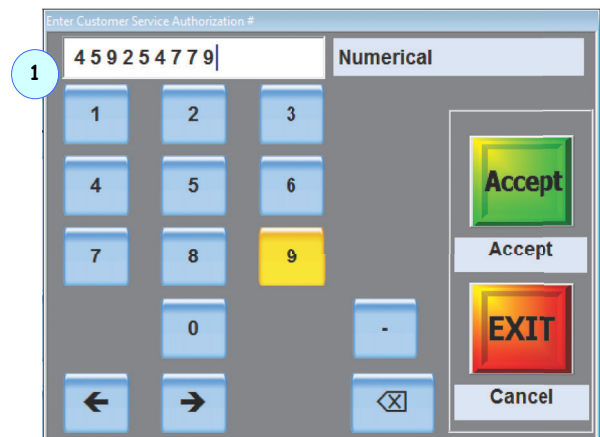 Enter Customer Service Authorization #
459254779
Numerical
1
1 2 3
4 5 6
Accept
7 8 9
Accept
0 -
EXIT
Cancel